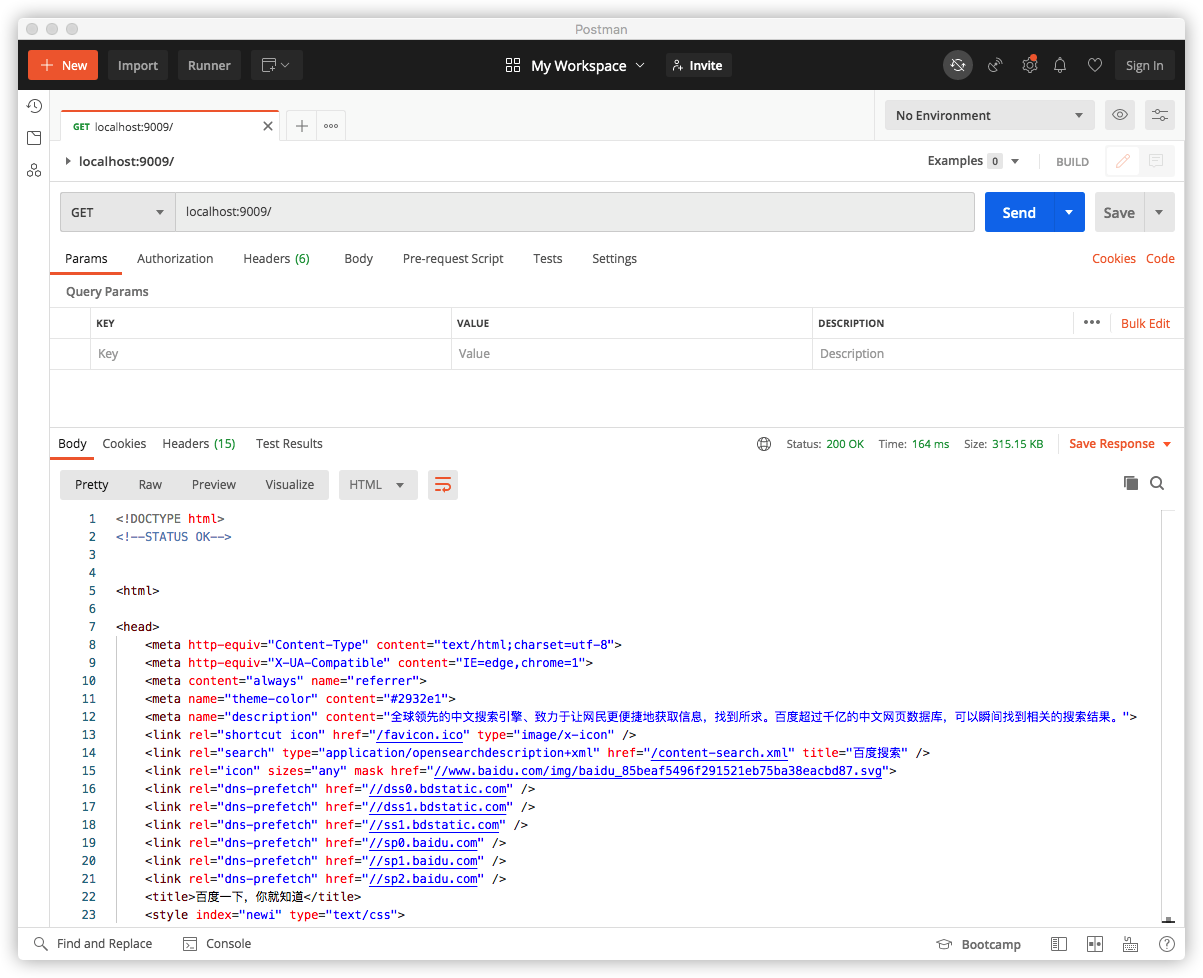 Postman
New Import Runner My Workspace Invite Sign In
GET localhost:9009/ No Environment
localhost:9009/ Examples 0 BUILD
GET localhost:9009/ Send Save
Params Authorization Headers (6) Body Pre-request Script Tests Settings Cookies Code
Query Params
KEY VALUE DESCRIPTION Bulk Edit
Key Value Description
Body Cookies Headers (15) Test Results Status: 200 OK Time: 164 ms Size: 315.15 KB Save Response
Pretty Raw Preview Visualize HTML
1 <!DOCTYPE html>
2 <!--STATUS OK-->
3
4
5 <html>
6
7 <head>
8 <meta http-equiv="Content-Type" content="text/html;charset=utf-8">
9 <meta http-equiv="X-UA-Compatible" content="IE=edge,chrome=1">
10 <meta content="always" name="referrer">
11 <meta name="theme-color" content="#2932e1">
12 <meta name="description" content="全球领先的中文搜索引擎、致力于让网民更便捷地获取信息，找到所求。百度超过千亿的中文网页数据库，可以瞬间找到相关的搜索结果。">
13 <link rel="shortcut icon" href="/favicon.ico" type="image/x-icon" />
14 <link rel="search" type="application/opensearchdescription+xml" href="/content-search.xml" title="百度搜索" />
15 <link rel="icon" sizes="any" mask href="//www.baidu.com/img/baidu_85beaf5496f291521eb75ba38eacbd87.svg">
16 <link rel="dns-prefetch" href="//dss0.bdstatic.com" />
17 <link rel="dns-prefetch" href="//dss1.bdstatic.com" />
18 <link rel="dns-prefetch" href="//ss1.bdstatic.com" />
19 <link rel="dns-prefetch" href="//sp0.baidu.com" />
20 <link rel="dns-prefetch" href="//sp1.baidu.com" />
21 <link rel="dns-prefetch" href="//sp2.baidu.com" />
22 <title>百度一下，你就知道</title>
23 <style index="newi" type="text/css">
Find and Replace Console Bootcamp